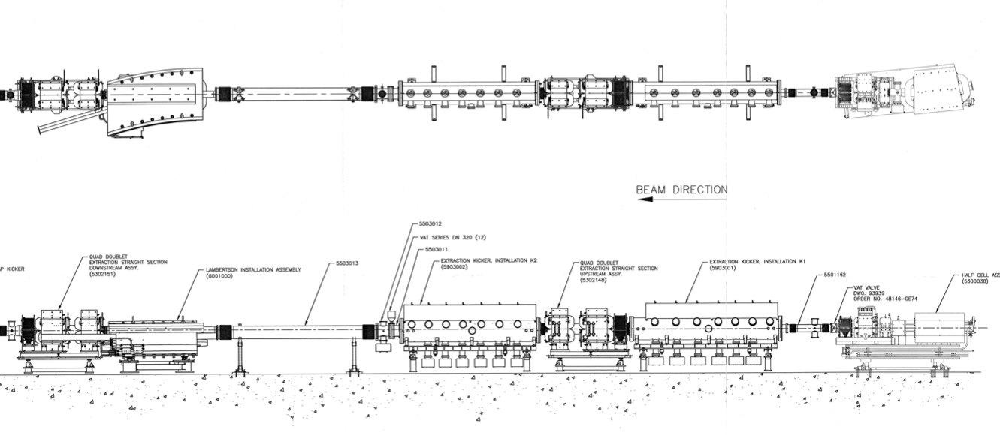 BEAM DIRECTION
5503012
VAT SERIES DN 320 (12)
5503011
EXTRACTION KICKER, INSTALLATION K2
(5903002)
5503013
LAMBERTSON INSTALLATION ASSEMBLY
(6001000)
QUAD DOUBLET
EXTRACTION STRAIGHT SECTION
DOWNSTREAM ASSY.
(5302151)
P KICKER
QUAD DOUBLET
EXTRACTION STRAIGHT SECTION
UPSTREAM ASSY.
(5302148)
EXTRACTION KICKER, INSTALLATION K1
(5903001)
5501162
VAT VALVE
DWG. 93939
ORDER NO. 48146-CE74
HALF CELL ASS
(5300038)